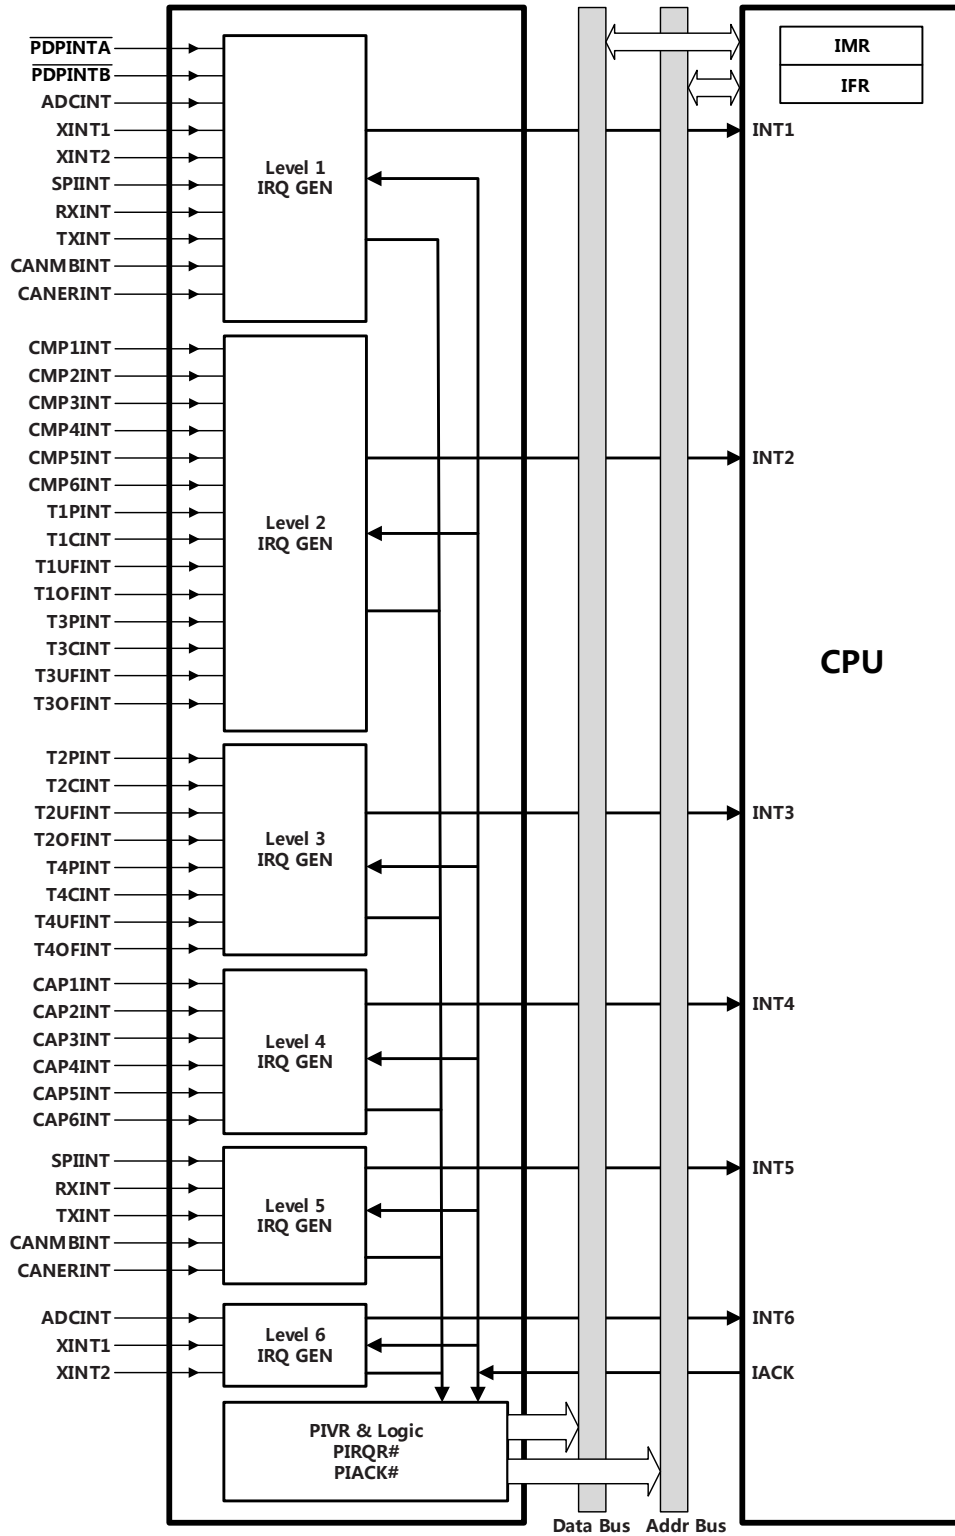 PDPINTA
PDPINTB
ADCINT
XINT1
XINT2
SPIINT
RXINT
TXINT
CANMBINT
CANERINT
Level 1
IRQ GEN
IMR
IFR
INT1
CMP1INT
CMP2INT
CMP3INT
CMP4INT
CMP5INT
CMP6INT
T1PINT
T1CINT
T1UFINT
T1OFINT
T3PINT
T3CINT
T3UFINT
T3OFINT
Level 2
IRQ GEN
INT2
CPU
T2PINT
T2CINT
T2UFINT
T2OFINT
T4PINT
T4CINT
T4UFINT
T4OFINT
Level 3
IRQ GEN
INT3
CAP1INT
CAP2INT
CAP3INT
CAP4INT
CAP5INT
CAP6INT
Level 4
IRQ GEN
INT4
SPIINT
RXINT
TXINT
CANMBINT
CANERINT
Level 5
IRQ GEN
INT5
ADCINT
XINT1
XINT2
Level 6
IRQ GEN
INT6
IACK
PIVR & Logic
PIRQR#
PIACK#
Data Bus
Addr Bus